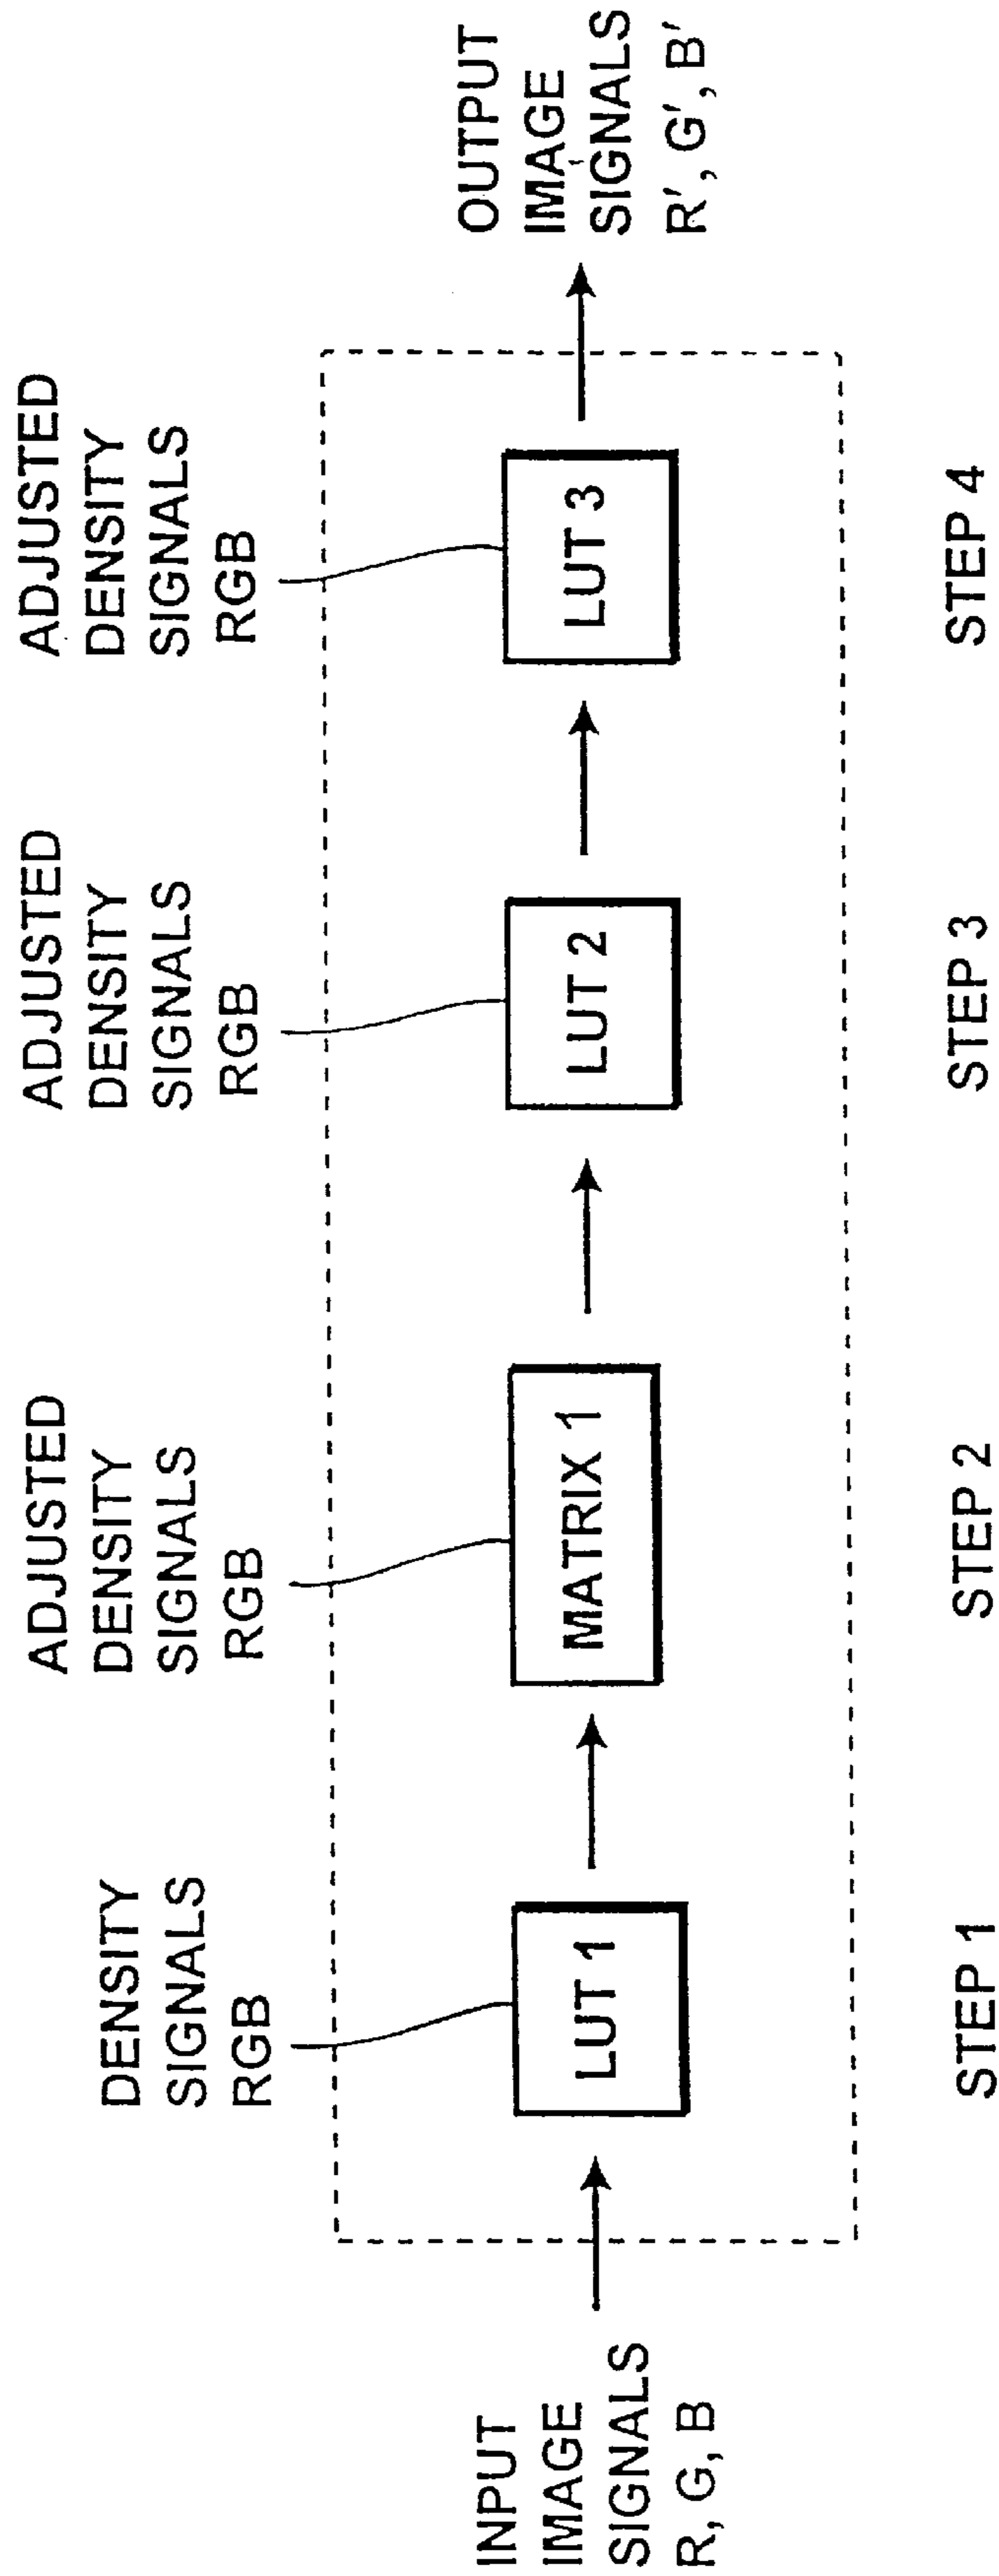 INPUT
IMAGE
SIGNALS
R, G, B
DENSITY
SIGNALS
RGB
LUT 1
STEP 1
ADJUSTED
DENSITY
SIGNALS
RGB
MATRIX 1
STEP 2
ADJUSTED
DENSITY
SIGNALS
RGB
LUT 2
STEP 3
ADJUSTED
DENSITY
SIGNALS
RGB
LUT 3
STEP 4
OUTPUT
IMAGE
SIGNALS
R′, G′, B′